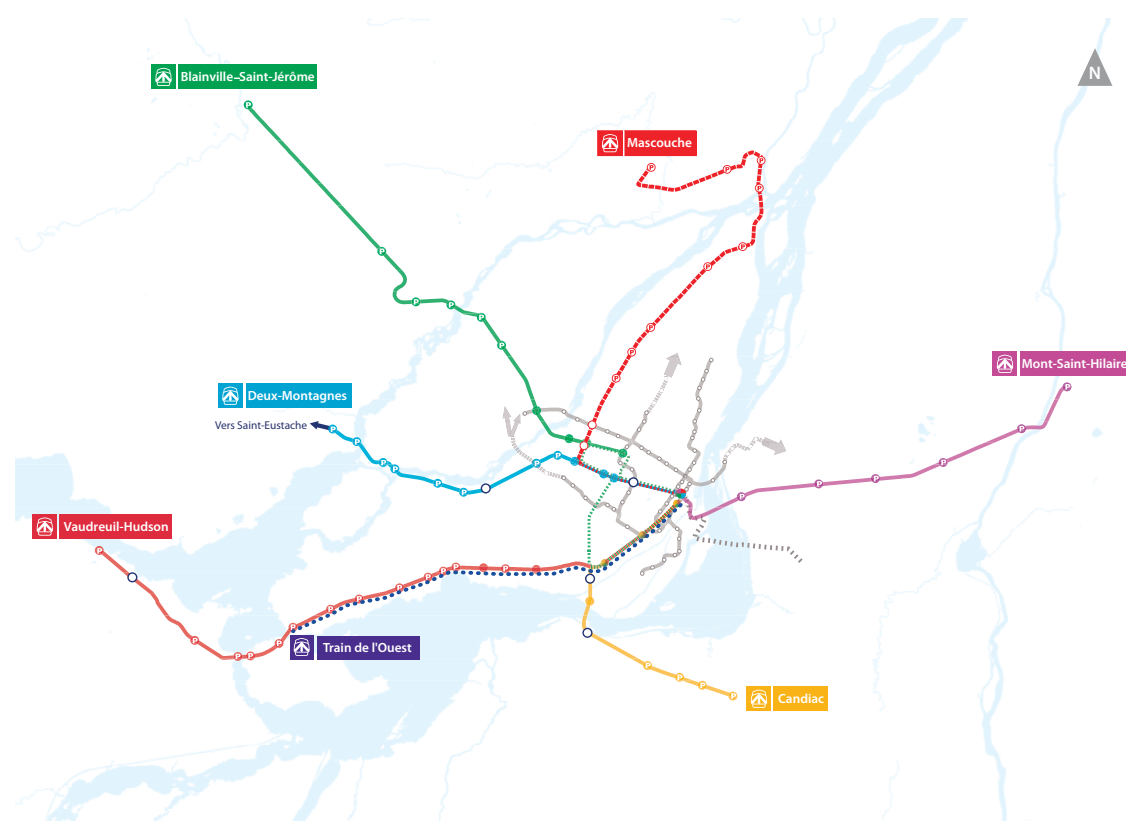 Blainville–Saint-Jérôme
N
Mascouche
Mont-Saint-Hilaire
Deux-Montagnes
Vers Saint-Eustache
Vaudreuil-Hudson
Train de l'Ouest
Candiac